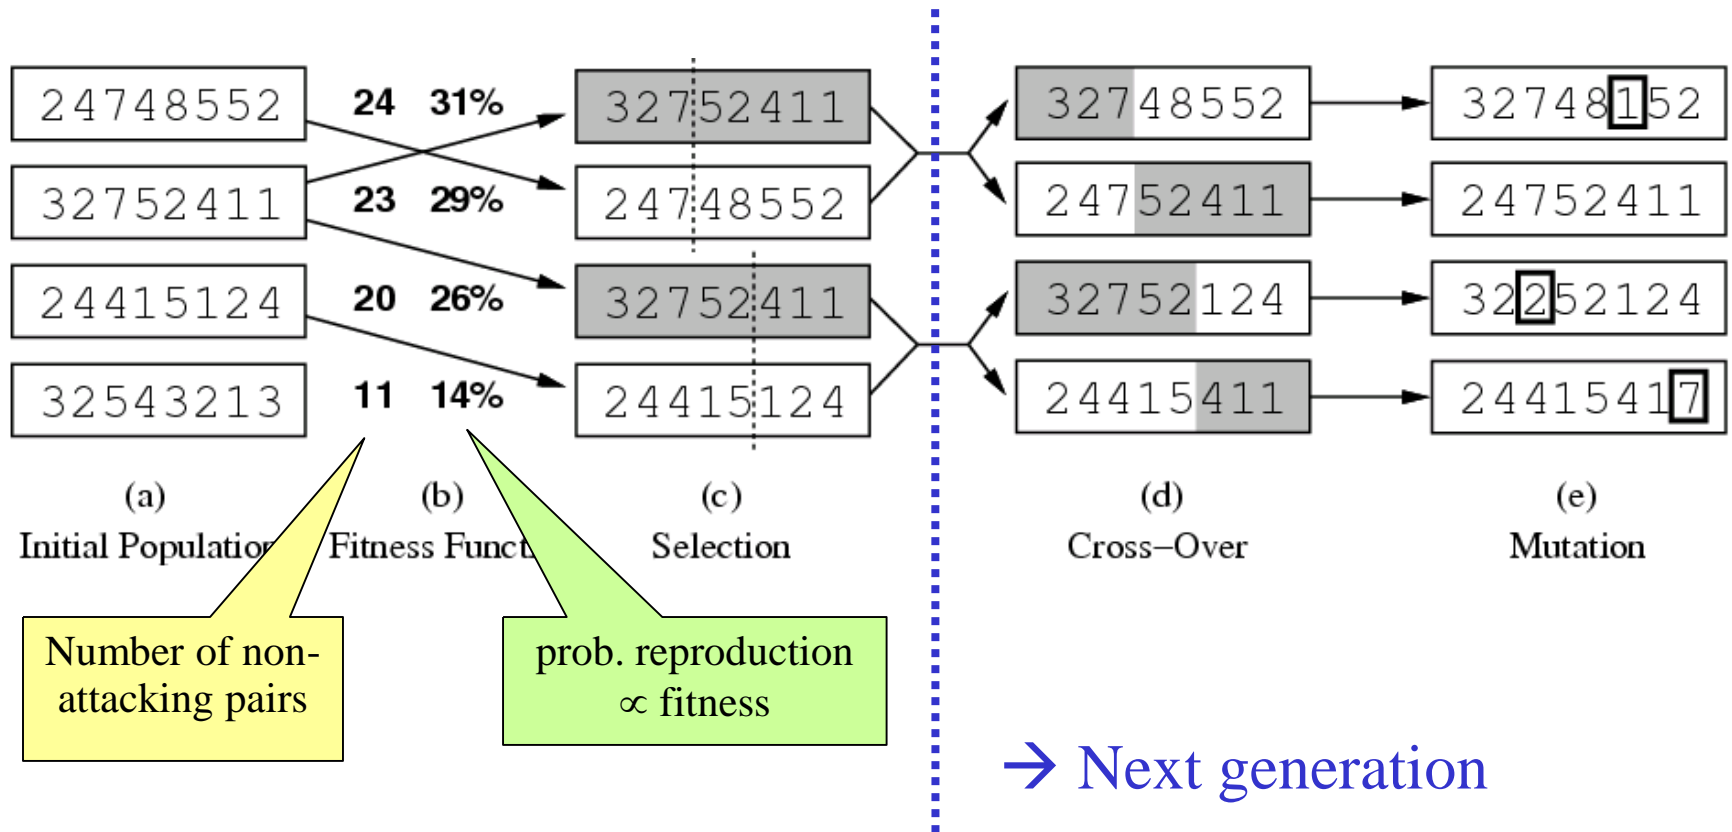 24748552
24 31%
32752411
32748552
32748152
32752411
23 29%
24748552
24752411
24752411
24415124
20 26%
32752411
32752124
32252124
32543213
11 14%
24415124
24415411
24415417
(a)
(b)
(c)
(d)
(e)
Initial Population
Fitness Funct
Selection
Cross–Over
Mutation
Number of non-
attacking pairs
prob. reproduction
∝ fitness
→ Next generation